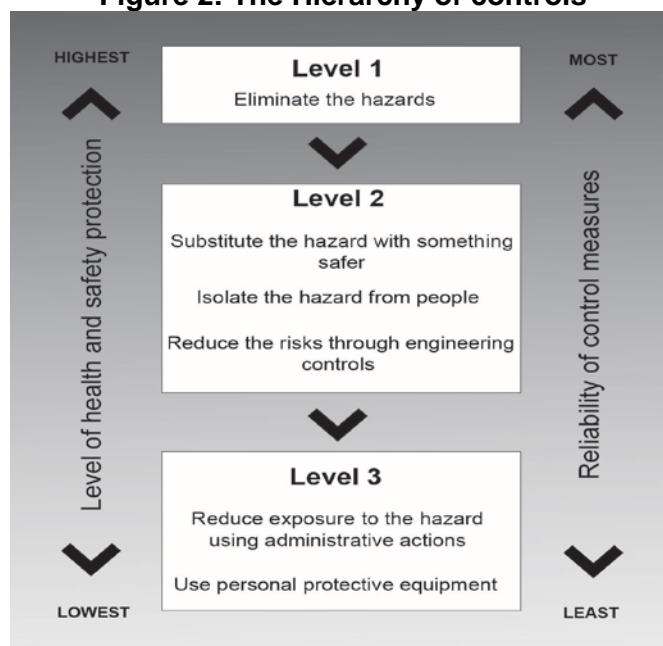 Figure 2: The Hierarchy of controls
HIGHEST
MOST
Level 1
Eliminate the hazards
Level of health and safety protection
Reliability of control measures
Level 2
Substitute the hazard with something
safer
Isolate the hazard from people
Reduce the risks through engineering
controls
Level 3
Reduce exposure to the hazard
using administrative actions
Use personal protective equipment
LOWEST
LEAST